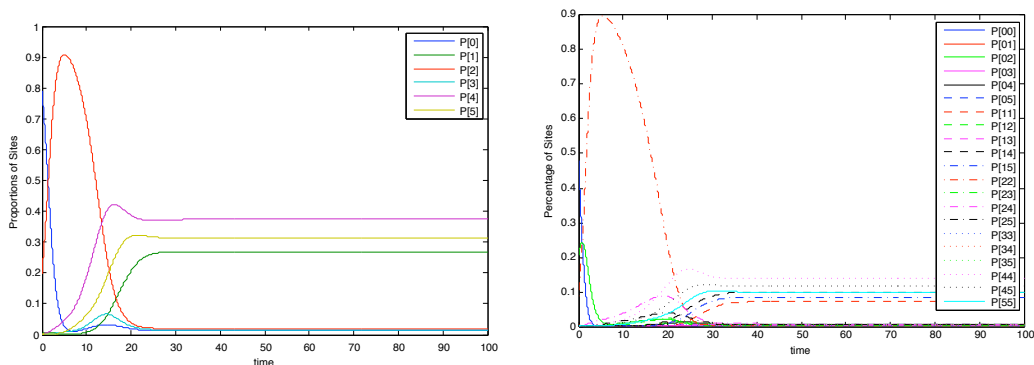 Proportions of Sites
1
0.9
0.8
0.7
0.6
0.5
0.4
0.3
0.2
0.1
0
0 10 20 30 40 50 60 70 80 90 100
time
P[0]
P[1]
P[2]
P[3]
P[4]
P[5]
Percentage of Sites
0.9
0.8
0.7
0.6
0.5
0.4
0.3
0.2
0.1
0
0 10 20 30 40 50 60 70 80 90 100
time
P[00]
P[01]
P[02]
P[03]
P[04]
P[05]
P[11]
P[12]
P[13]
P[14]
P[15]
P[22]
P[23]
P[24]
P[25]
P[33]
P[34]
P[35]
P[44]
P[45]
P[55]